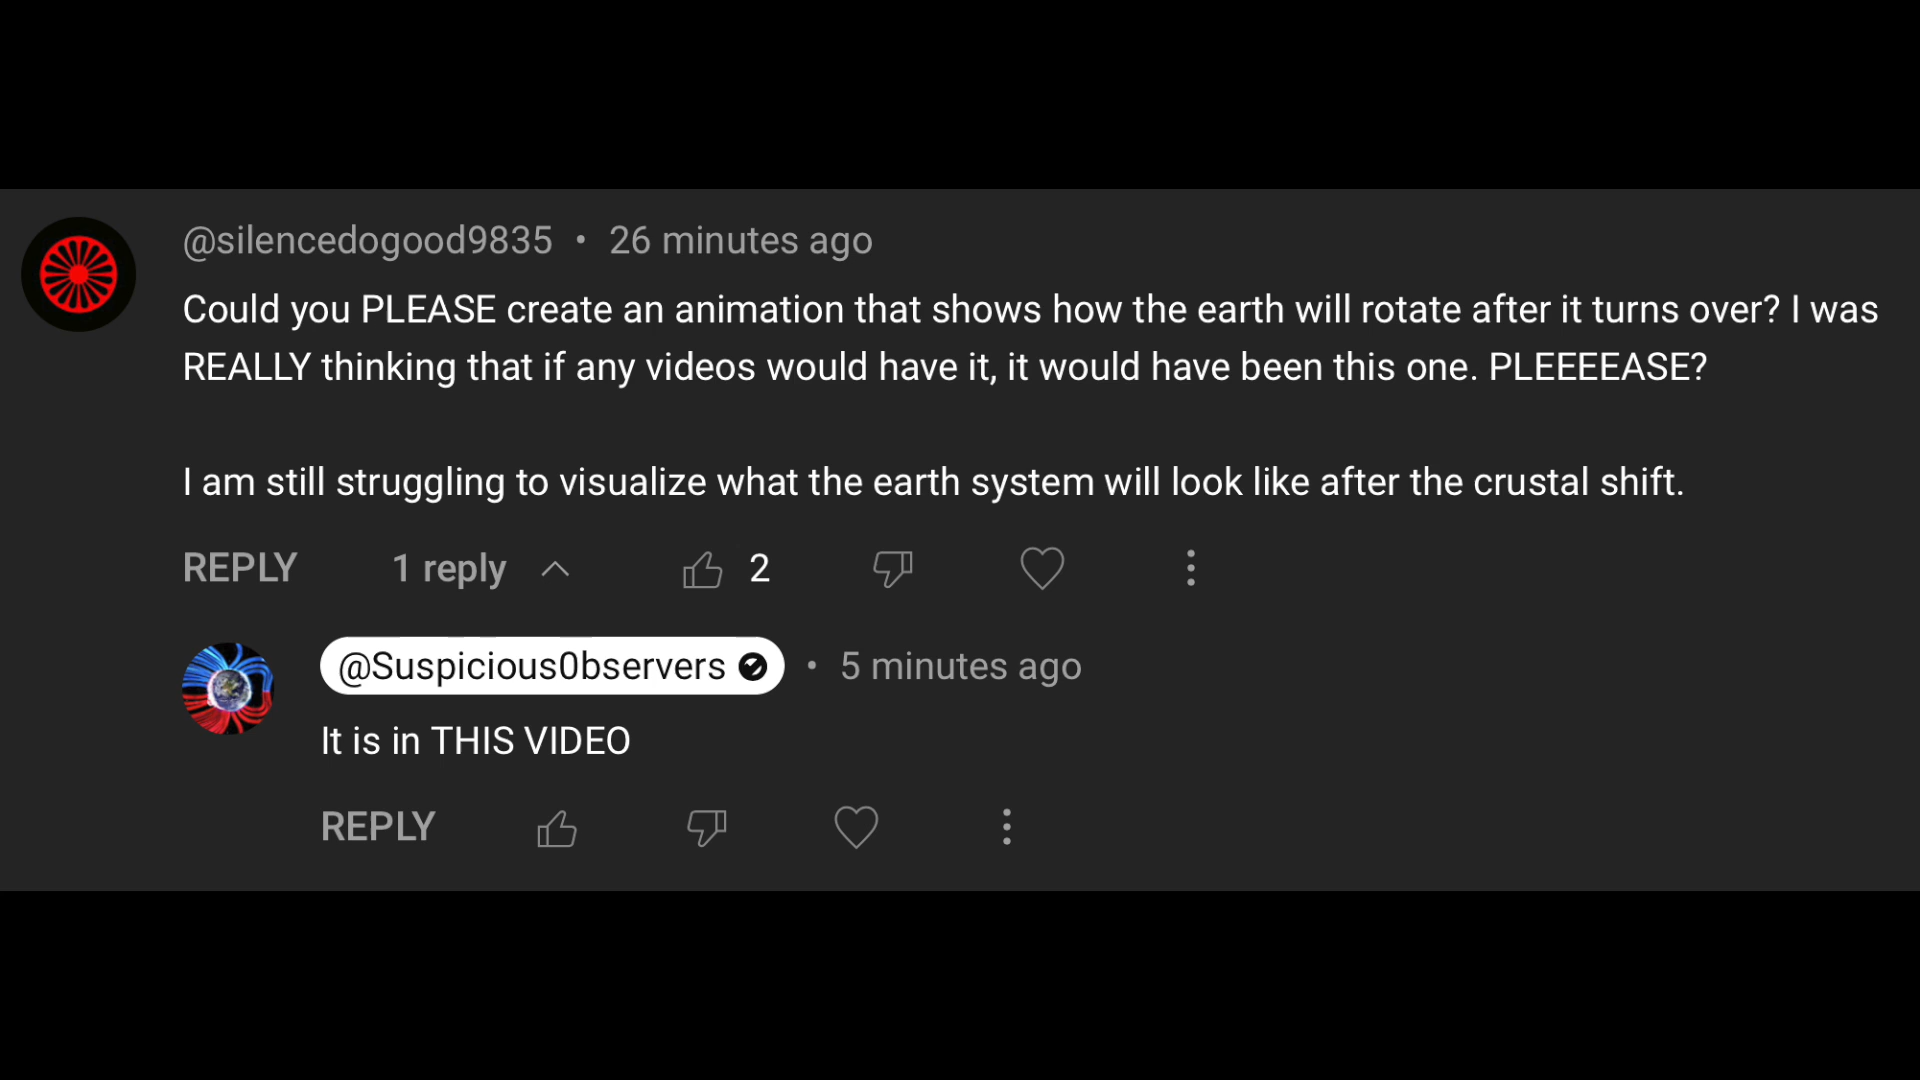 @silencedogood9835 • 26 minutes ago
Could you PLEASE create an animation that shows how the earth will rotate after it turns over? I was
REALLY thinking that if any videos would have it, it would have been this one. PLEEEEASE?
I am still struggling to visualize what the earth system will look like after the crustal shift.
REPLY 1 reply 2
@Suspicious0bservers • 5 minutes ago
It is in THIS VIDEO
REPLY